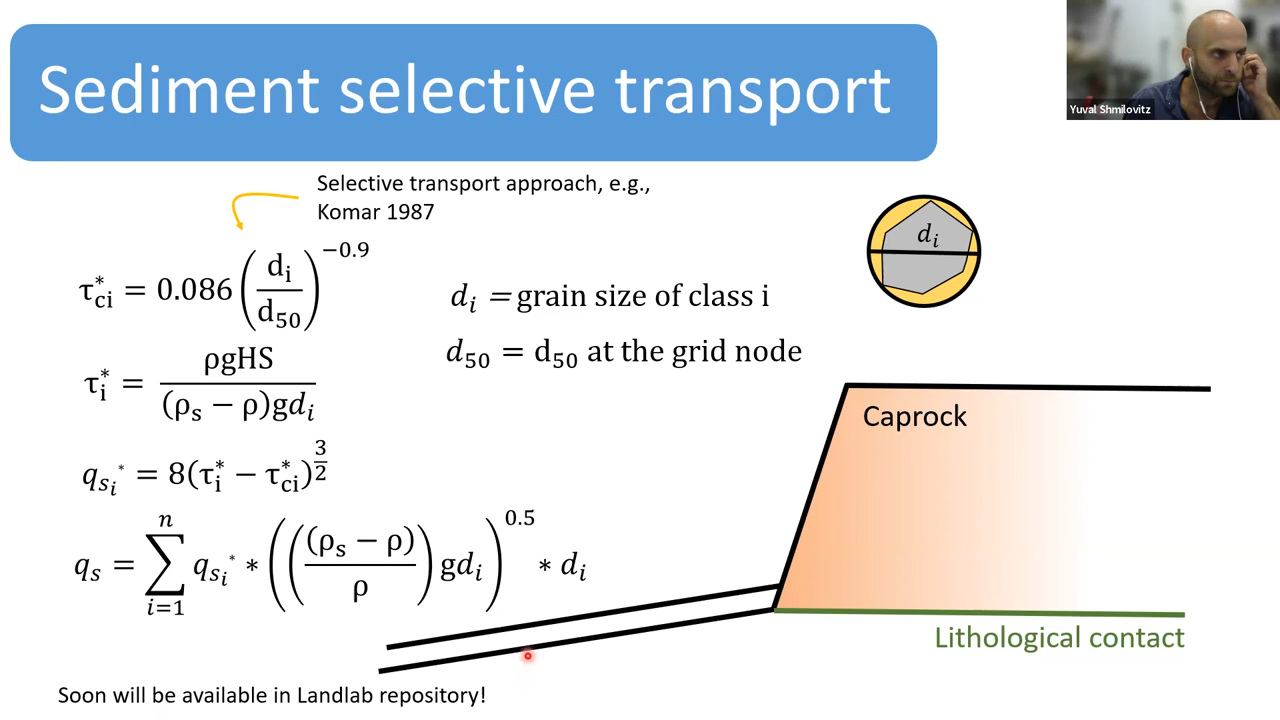 Sediment selective transport
Yuval Shmilovitz
Selective transport approach, e.g.,
Komar 1987
τ*ci = 0.086 (di / d50)^−0.9
di = grain size of class i
d50 = d50 at the grid node
di
τ*i = ρgHS / (ρs − ρ)gdi
qsi* = 8(τ*i − τ*ci)^3/2
qs = ∑ i=1 n qsi* * (((ρs − ρ) / ρ) gdi)^0.5 * di
Caprock
Lithological contact
Soon will be available in Landlab repository!